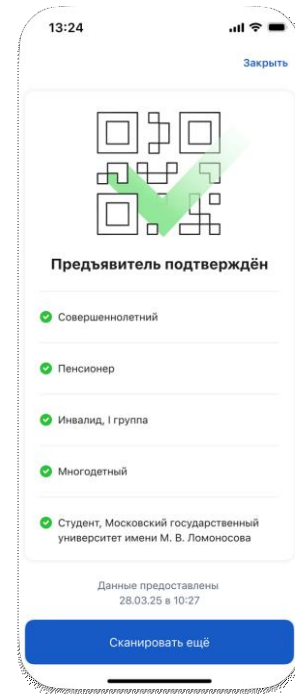 13:24
Закрыть
Предъявитель подтверждён
Совершеннолетний
Пенсионер
Инвалид, I группа
Многодетный
Студент, Московский государственный
университет имени М. В. Ломоносова
Данные предоставлены
28.03.25 в 10:27
Сканировать ещё